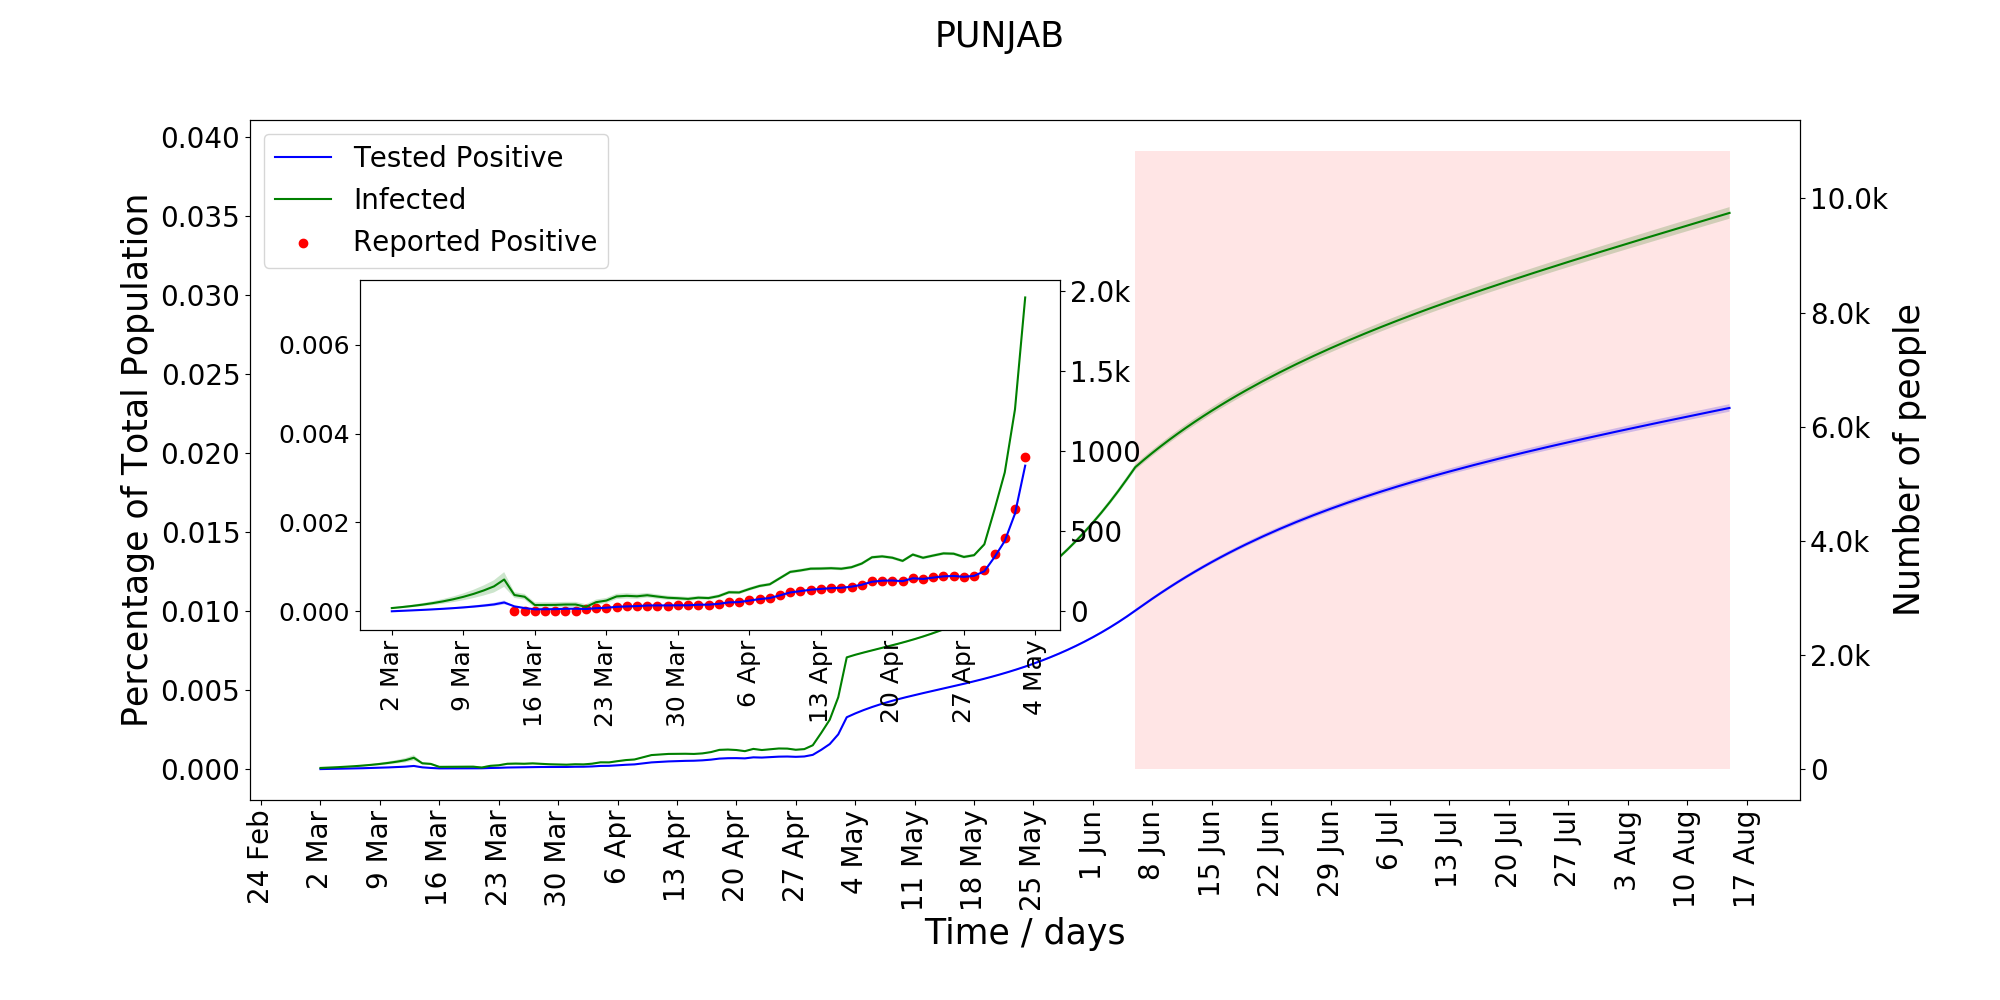 PUNJAB
Percentage of Total Population
0.040
0.035
0.030
0.025
0.020
0.015
0.010
0.005
0.000
Tested Positive
Infected
Reported Positive
0.006
0.004
0.002
0.000
2.0k
1.5k
1000
500
0
2 Mar
9 Mar
16 Mar
23 Mar
30 Mar
6 Apr
13 Apr
20 Apr
27 Apr
4 May
10.0k
8.0k
6.0k
4.0k
2.0k
0
Number of people
24 Feb
2 Mar
9 Mar
16 Mar
23 Mar
30 Mar
6 Apr
13 Apr
20 Apr
27 Apr
4 May
11 May
18 May
25 May
1 Jun
8 Jun
15 Jun
22 Jun
29 Jun
6 Jul
13 Jul
20 Jul
27 Jul
3 Aug
10 Aug
17 Aug
Time / days